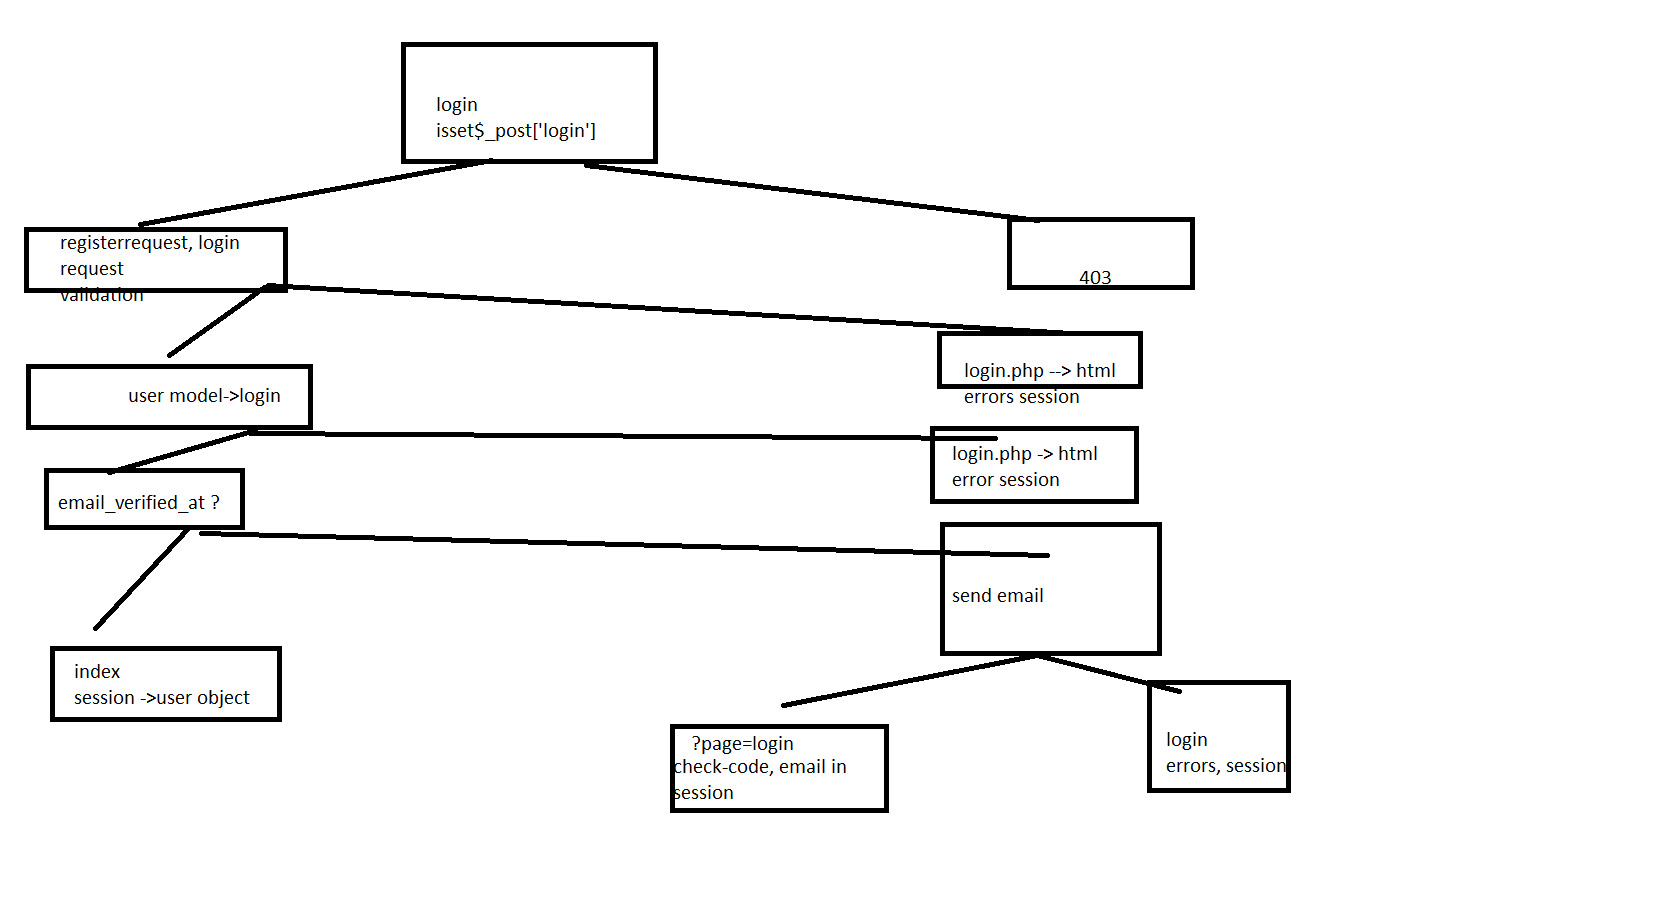 login
isset$_post['login']
registerrequest, login
request
validation
403
login.php --> html
errors session
user model->login
login.php -> html
error session
email_verified_at ?
send email
index
session ->user object
?page=login
check-code, email in
session
login
errors, session